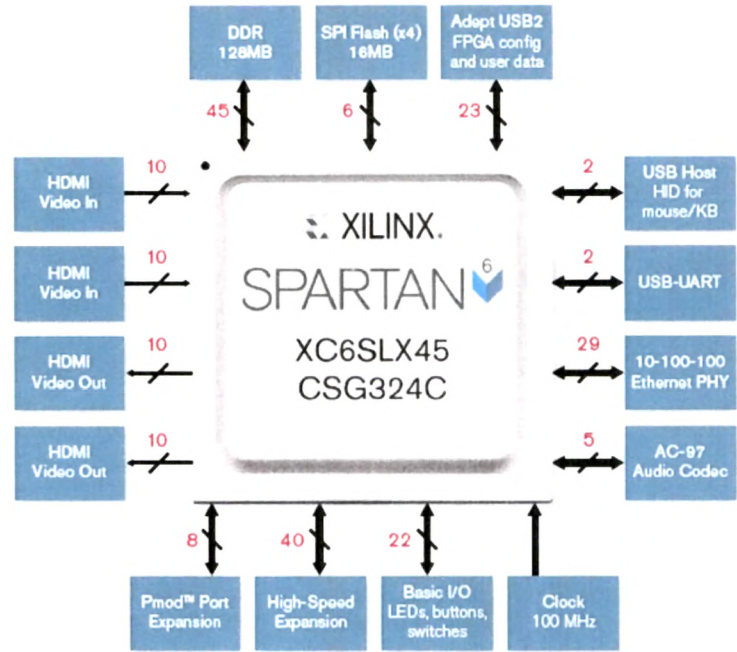 DDR
128MB
SPI Flash (x4)
16MB
Adept USB2
FPGA config
and user data
45
6
23
HDMI
Video In
10
HDMI
Video In
10
HDMI
Video Out
10
HDMI
Video Out
10
XILINX.
SPARTAN 6
XC6SLX45
CSG324C
2
USB Host
HID for
mouse/KB
2
USB-UART
29
10-100-100
Ethernet PHY
5
AC-97
Audio Codec
8
40
22
Pmod™ Port
Expansion
High-Speed
Expansion
Basic I/O
LEDs, buttons,
switches
Clock
100 MHz